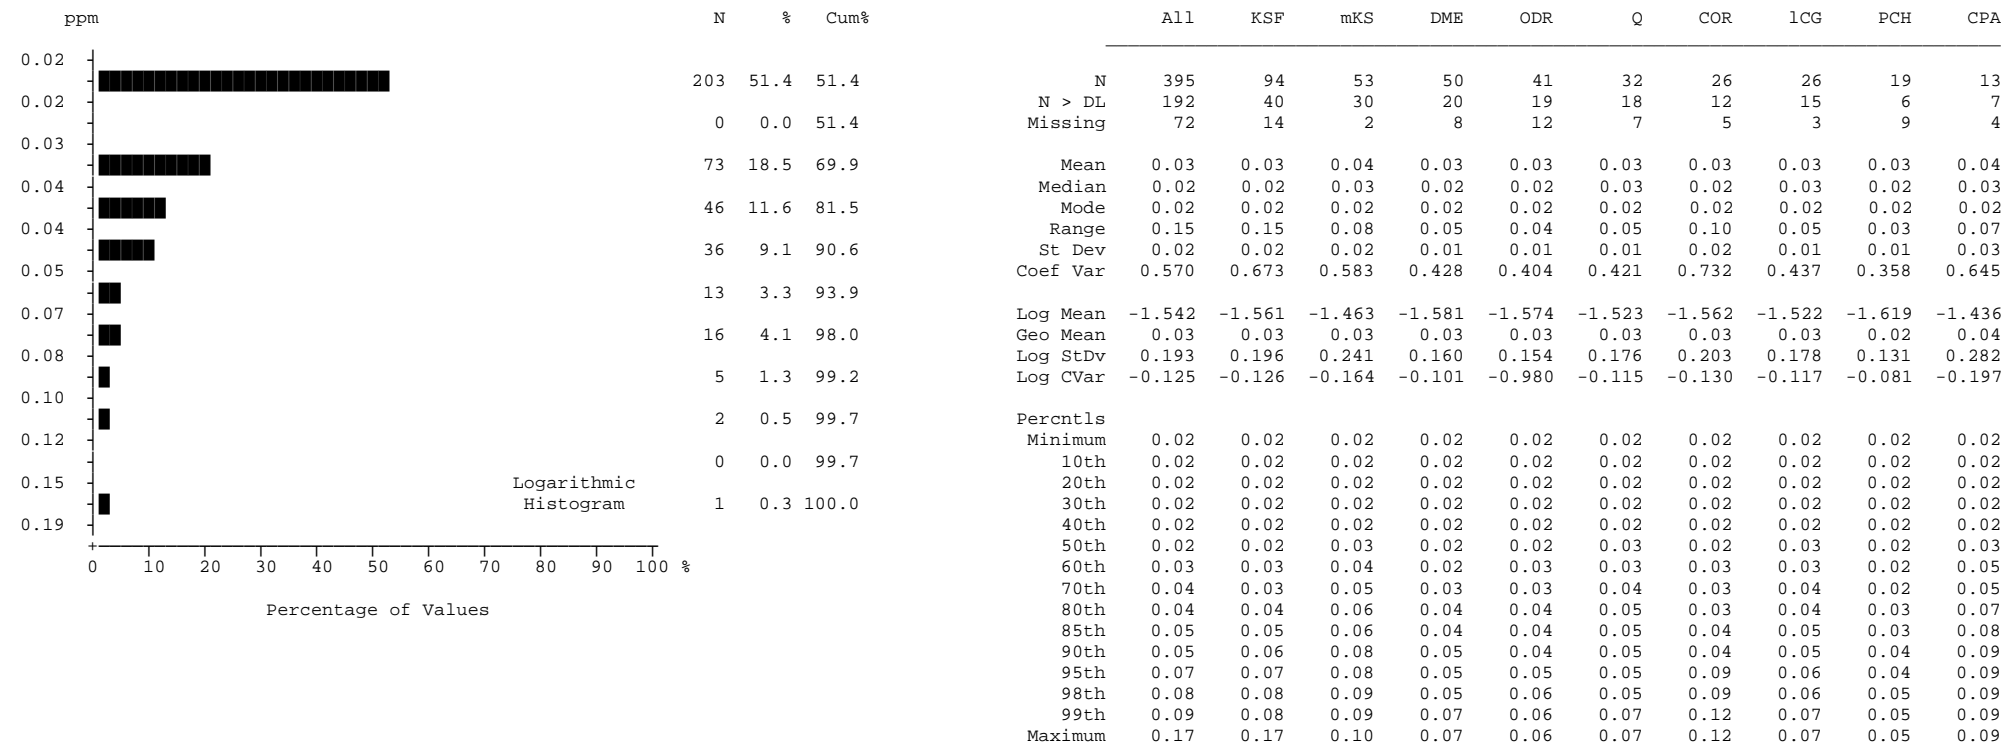 ppm N % Cum% All KSF mKS DME ODR Q COR lCG PCH CPA
0.02
203 51.4 51.4 N 395 94 53 50 41 32 26 26 19 13
0.02 N > DL 192 40 30 20 19 18 12 15 6 7
0 0.0 51.4 Missing 72 14 2 8 12 7 5 3 9 4
0.03
73 18.5 69.9 Mean 0.03 0.03 0.04 0.03 0.03 0.03 0.03 0.03 0.03 0.04
0.04 Median 0.02 0.02 0.03 0.02 0.02 0.03 0.02 0.03 0.02 0.03
46 11.6 81.5 Mode 0.02 0.02 0.02 0.02 0.02 0.02 0.02 0.02 0.02 0.02
0.04 Range 0.15 0.15 0.08 0.05 0.04 0.05 0.10 0.05 0.03 0.07
36 9.1 90.6 St Dev 0.02 0.02 0.02 0.01 0.01 0.01 0.02 0.01 0.01 0.03
0.05 Coef Var 0.570 0.673 0.583 0.428 0.404 0.421 0.732 0.437 0.358 0.645
13 3.3 93.9
0.07 Log Mean -1.542 -1.561 -1.463 -1.581 -1.574 -1.523 -1.562 -1.522 -1.619 -1.436
16 4.1 98.0 Geo Mean 0.03 0.03 0.03 0.03 0.03 0.03 0.03 0.03 0.02 0.04
0.08 Log StDv 0.193 0.196 0.241 0.160 0.154 0.176 0.203 0.178 0.131 0.282
5 1.3 99.2 Log CVar -0.125 -0.126 -0.164 -0.101 -0.980 -0.115 -0.130 -0.117 -0.081 -0.197
0.10
2 0.5 99.7 Percntls
0.12 Minimum 0.02 0.02 0.02 0.02 0.02 0.02 0.02 0.02 0.02 0.02
0 0.0 99.7 10th 0.02 0.02 0.02 0.02 0.02 0.02 0.02 0.02 0.02 0.02
0.15 Logarithmic 20th 0.02 0.02 0.02 0.02 0.02 0.02 0.02 0.02 0.02 0.02
Histogram 1 0.3 100.0 30th 0.02 0.02 0.02 0.02 0.02 0.02 0.02 0.02 0.02 0.02
0.19 40th 0.02 0.02 0.02 0.02 0.02 0.02 0.02 0.02 0.02 0.02
50th 0.02 0.02 0.03 0.02 0.02 0.03 0.02 0.03 0.02 0.03
0 10 20 30 40 50 60 70 80 90 100 % 60th 0.03 0.03 0.04 0.02 0.03 0.03 0.03 0.03 0.02 0.05
70th 0.04 0.03 0.05 0.03 0.03 0.04 0.03 0.04 0.02 0.05
Percentage of Values 80th 0.04 0.04 0.06 0.04 0.04 0.05 0.03 0.04 0.03 0.07
85th 0.05 0.05 0.06 0.04 0.04 0.05 0.04 0.05 0.03 0.08
90th 0.05 0.06 0.08 0.05 0.04 0.05 0.04 0.05 0.04 0.09
95th 0.07 0.07 0.08 0.05 0.05 0.05 0.09 0.06 0.04 0.09
98th 0.08 0.08 0.09 0.05 0.06 0.05 0.09 0.06 0.05 0.09
99th 0.09 0.08 0.09 0.07 0.06 0.07 0.12 0.07 0.05 0.09
Maximum 0.17 0.17 0.10 0.07 0.06 0.07 0.12 0.07 0.05 0.09